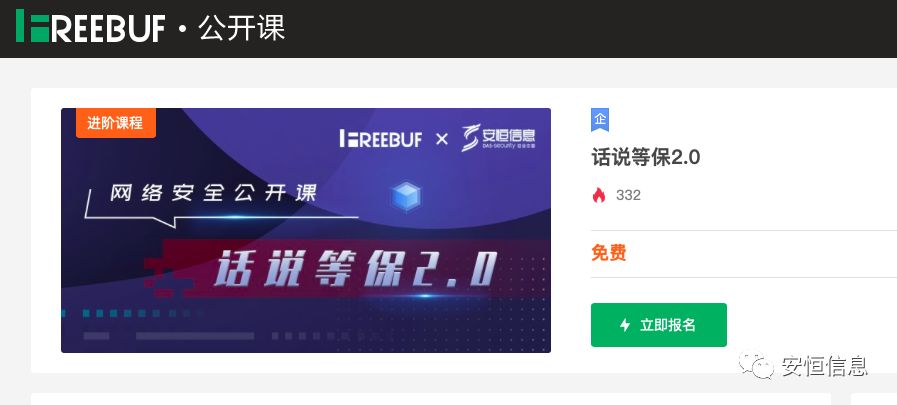 FREEBUF · 公开课
进阶课程
FREEBUF × 安恒信息
DAS-security
网络安全公开课
话说等保2.0
企
话说等保2.0
332
免费
立即报名
安恒信息